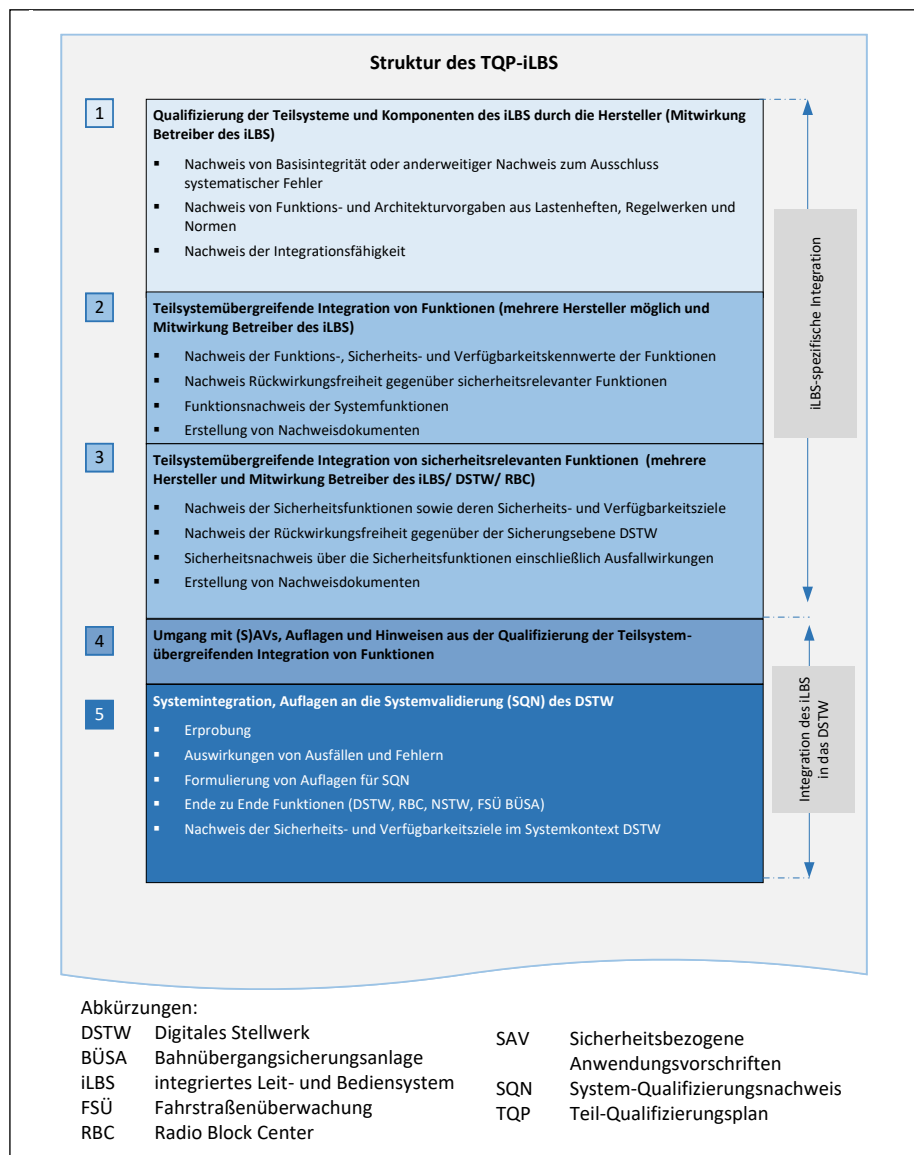 Struktur des TQP-iLBS
1
Qualifizierung der Teilsysteme und Komponenten des iLBS durch die Hersteller (Mitwirkung
Betreiber des iLBS)
▪ Nachweis von Basisintegrität oder anderweitiger Nachweis zum Ausschluss
systematischer Fehler
▪ Nachweis von Funktions- und Architekturvorgaben aus Lastenheften, Regelwerken und
Normen
▪ Nachweis der Integrationsfähigkeit
2
Teilsystemübergreifende Integration von Funktionen (mehrere Hersteller möglich und
Mitwirkung Betreiber des iLBS)
▪ Nachweis der Funktions-, Sicherheits- und Verfügbarkeitskennwerte der Funktionen
▪ Nachweis Rückwirkungsfreiheit gegenüber sicherheitsrelevanter Funktionen
▪ Funktionsnachweis der Systemfunktionen
▪ Erstellung von Nachweisdokumenten
3
Teilsystemübergreifende Integration von sicherheitsrelevanten Funktionen (mehrere
Hersteller und Mitwirkung Betreiber des iLBS/ DSTW/ RBC)
▪ Nachweis der Sicherheitsfunktionen sowie deren Sicherheits- und Verfügbarkeitsziele
▪ Nachweis der Rückwirkungsfreiheit gegenüber der Sicherungsebene DSTW
▪ Sicherheitsnachweis über die Sicherheitsfunktionen einschließlich Ausfallwirkungen
▪ Erstellung von Nachweisdokumenten
iLBS-spezifische Integration
4
Umgang mit (S)AVs, Auflagen und Hinweisen aus der Qualifizierung der Teilsystem-
übergreifenden Integration von Funktionen
5
Systemintegration, Auflagen an die Systemvalidierung (SQN) des DSTW
▪ Erprobung
▪ Auswirkungen von Ausfällen und Fehlern
▪ Formulierung von Auflagen für SQN
▪ Ende zu Ende Funktionen (DSTW, RBC, NSTW, FSÜ BÜSA)
▪ Nachweis der Sicherheits- und Verfügbarkeitsziele im Systemkontext DSTW
Integration des iLBS
in das DSTW
Abkürzungen:
DSTW Digitales Stellwerk
BÜSA Bahnübergangsicherungsanlage
iLBS integriertes Leit- und Bediensystem
FSÜ Fahrstraßenüberwachung
RBC Radio Block Center
SAV Sicherheitsbezogene
Anwendungsvorschriften
SQN System-Qualifizierungsnachweis
TQP Teil-Qualifizierungsplan